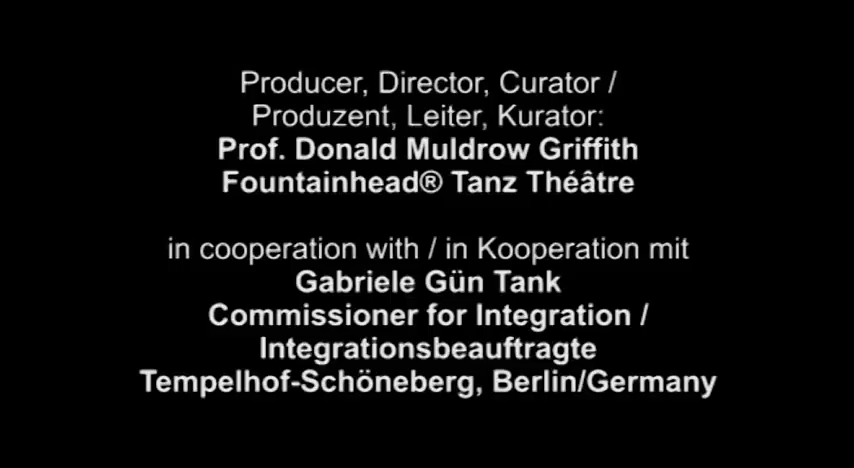 Producer, Director, Curator /
Produzent, Leiter, Kurator:
Prof. Donald Muldrow Griffith
Fountainhead® Tanz Théâtre
in cooperation with / in Kooperation mit
Gabriele Gün Tank
Commissioner for Integration /
Integrationsbeauftragte
Tempelhof-Schöneberg, Berlin/Germany